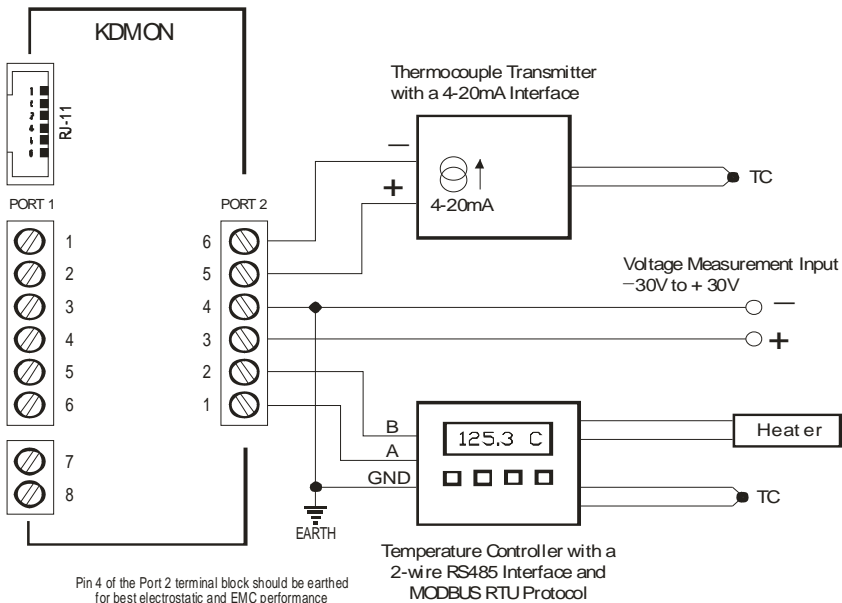 KDMON
1
2
3
4
5
6
RJ-11
PORT 1
1
2
3
4
5
6
7
8
PORT 2
6
5
4
3
2
1
Thermocouple Transmitter
with a 4-20mA Interface
−
+
4-20mA
TC
Voltage Measurement Input
−30V to + 30V
−
+
B
A
GND
125.3 C
Heater
TC
EARTH
Temperature Controller with a
2-wire RS485 Interface and
MODBUS RTU Protocol
Pin 4 of the Port 2 terminal block should be earthed
for best electrostatic and EMC performance